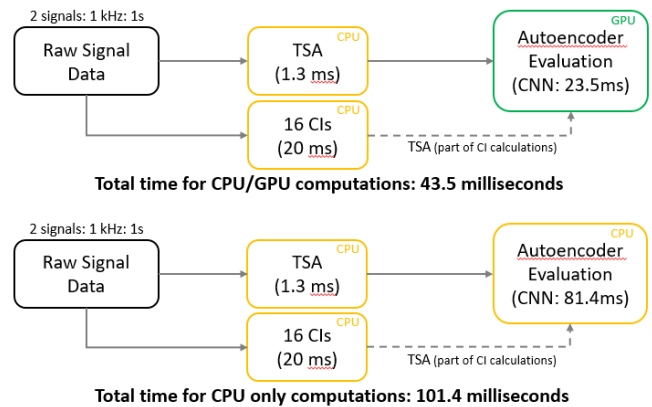 2 signals: 1 kHz: 1s
Raw Signal
Data
CPU
TSA
(1.3 ms)
CPU
16 CIs
(20 ms)
GPU
Autoencoder
Evaluation
(CNN: 23.5ms)
TSA (part of CI calculations)
Total time for CPU/GPU computations: 43.5 milliseconds
2 signals: 1 kHz: 1s
Raw Signal
Data
CPU
TSA
(1.3 ms)
CPU
16 CIs
(20 ms)
CPU
Autoencoder
Evaluation
(CNN: 81.4ms)
TSA (part of CI calculations)
Total time for CPU only computations: 101.4 milliseconds